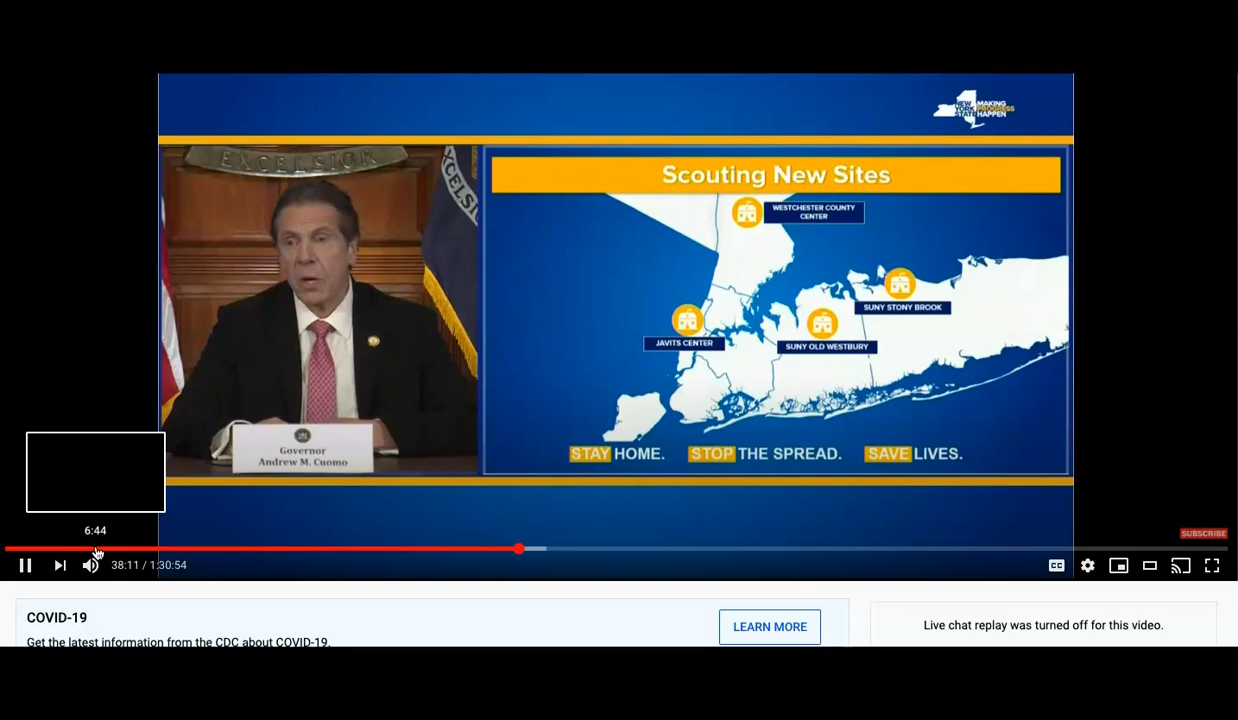 NEW
YORK
STATE
MAKING
PROGRESS
HAPPEN
EXCELSIOR
Scouting New Sites
WESTCHESTER COUNTY
CENTER
SUNY STONY BROOK
JAVITS CENTER
SUNY OLD WESTBURY
Governor
Andrew M. Cuomo
STAY HOME. STOP THE SPREAD. SAVE LIVES.
6:44
SUBSCRIBE
38:11 / 1:30:54
CC
COVID-19
Get the latest information from the CDC about COVID-19.
LEARN MORE
Live chat replay was turned off for this video.